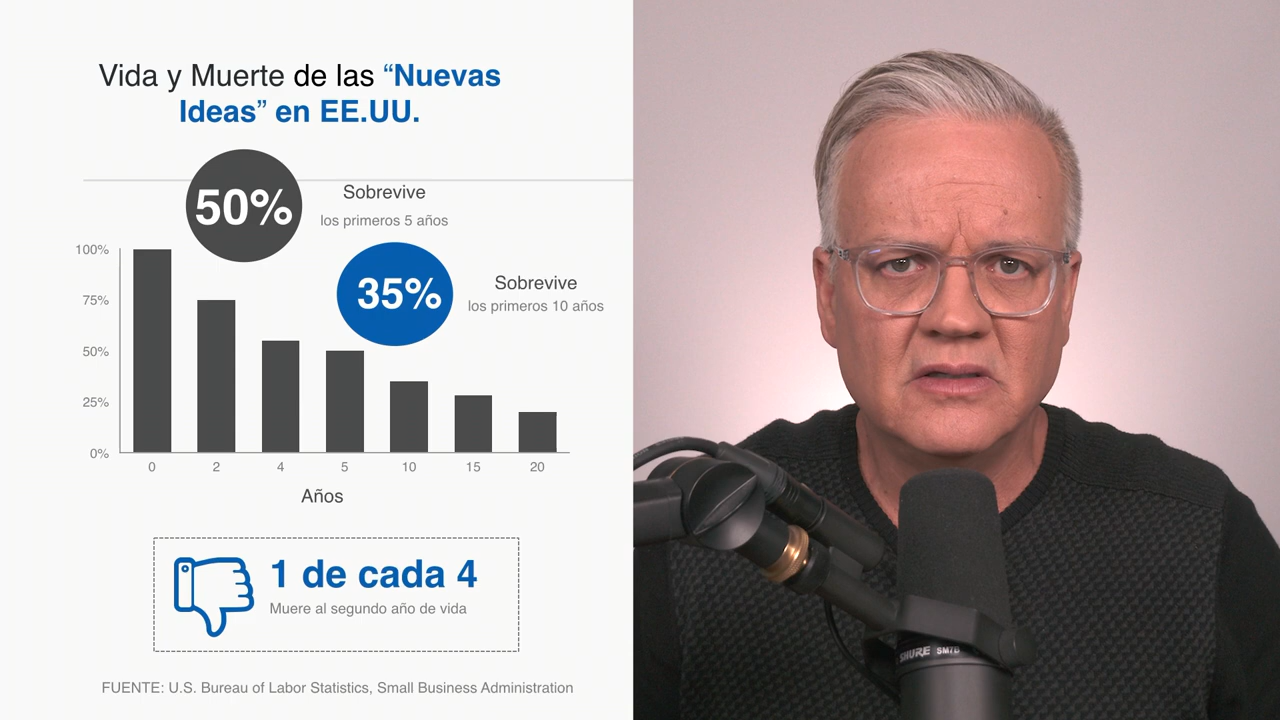 Vida y Muerte de las “Nuevas
Ideas” en EE.UU.
50%
Sobrevive
los primeros 5 años
35%
Sobrevive
los primeros 10 años
100%
75%
50%
25%
0%
0 2 4 5 10 15 20
Años
1 de cada 4
Muere al segundo año de vida
FUENTE: U.S. Bureau of Labor Statistics, Small Business Administration
SHURE SM7B